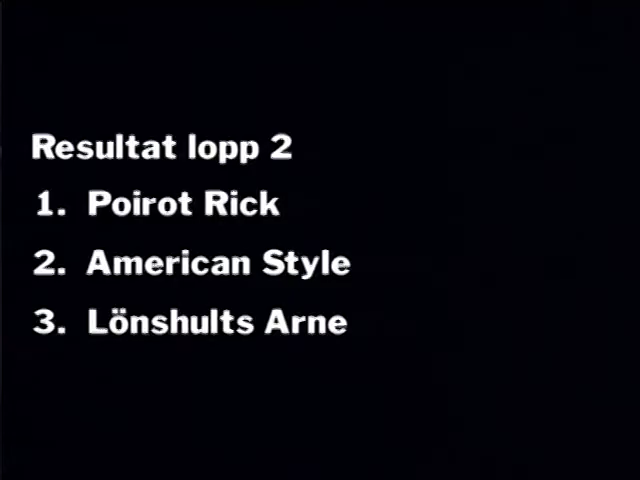 Resultat lopp 2
1. Poirot Rick
2. American Style
3. Lönshults Arne